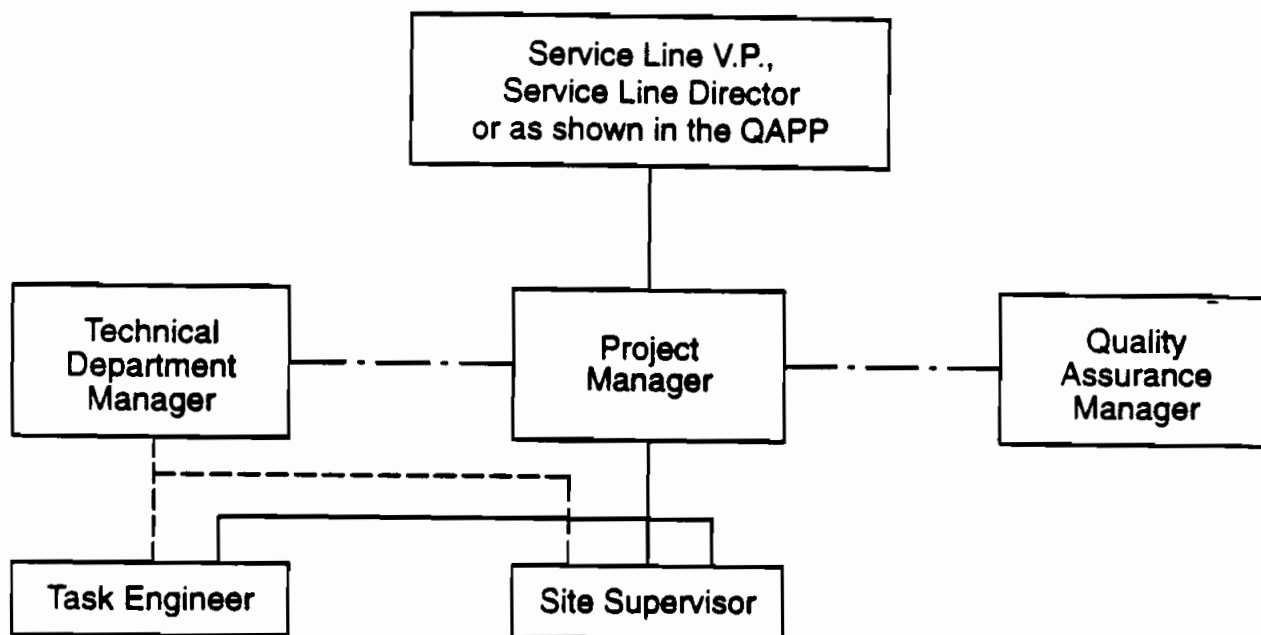 Service Line V.P.,
Service Line Director
or as shown in the QAPP
Technical
Department
Manager
Project
Manager
Quality
Assurance
Manager
Task Engineer
Site Supervisor